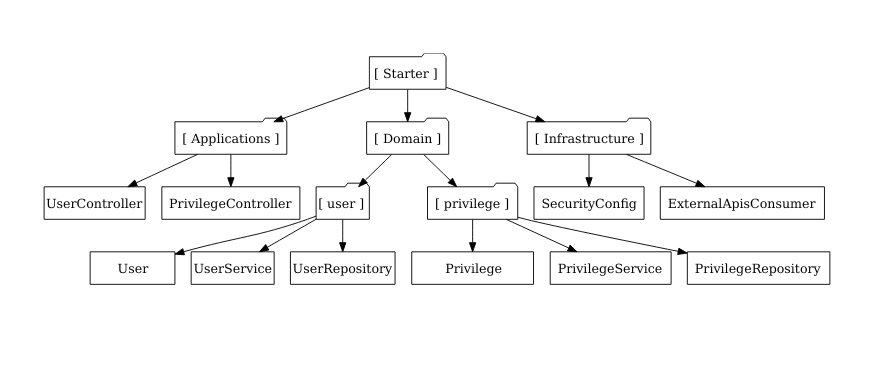 [ Starter ]
[ Applications ]
[ Domain ]
[ Infrastructure ]
UserController
PrivilegeController
[ user ]
[ privilege ]
SecurityConfig
ExternalApisConsumer
User
UserService
UserRepository
Privilege
PrivilegeService
PrivilegeRepository